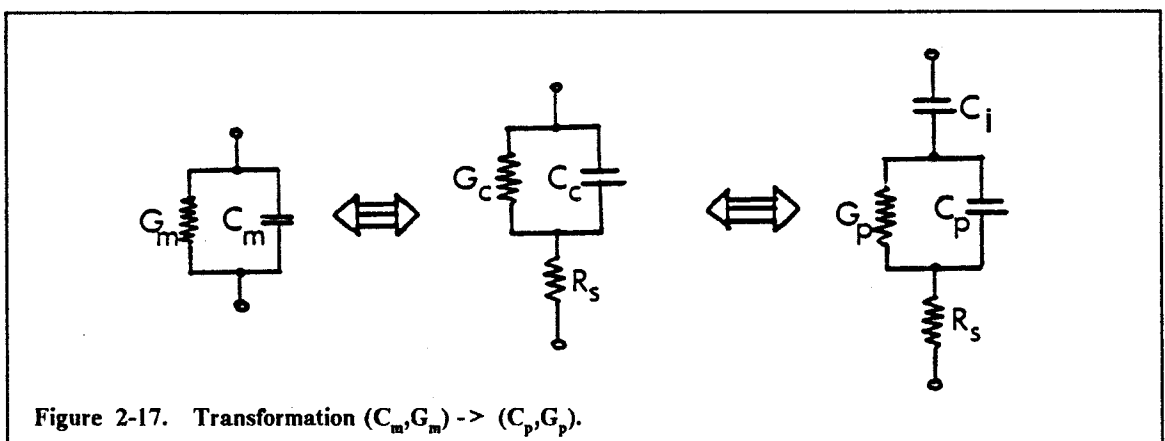 G_m C_m
G_c C_c
R_s
C_i
G_p C_p
R_s
Figure 2-17. Transformation (C_m,G_m) -> (C_p,G_p).